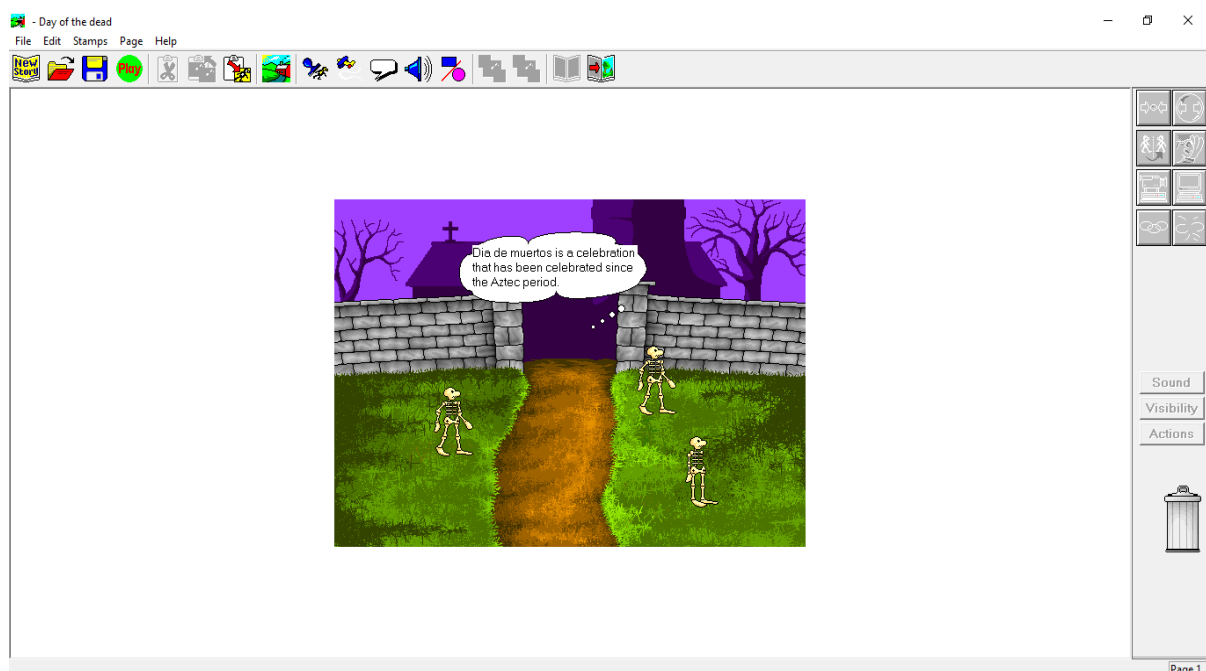 - Day of the dead
File Edit Stamps Page Help
New Story Play
Dia de muertos is a celebration
that has been celebrated since
the Aztec period.
Sound
Visibility
Actions
Page 1